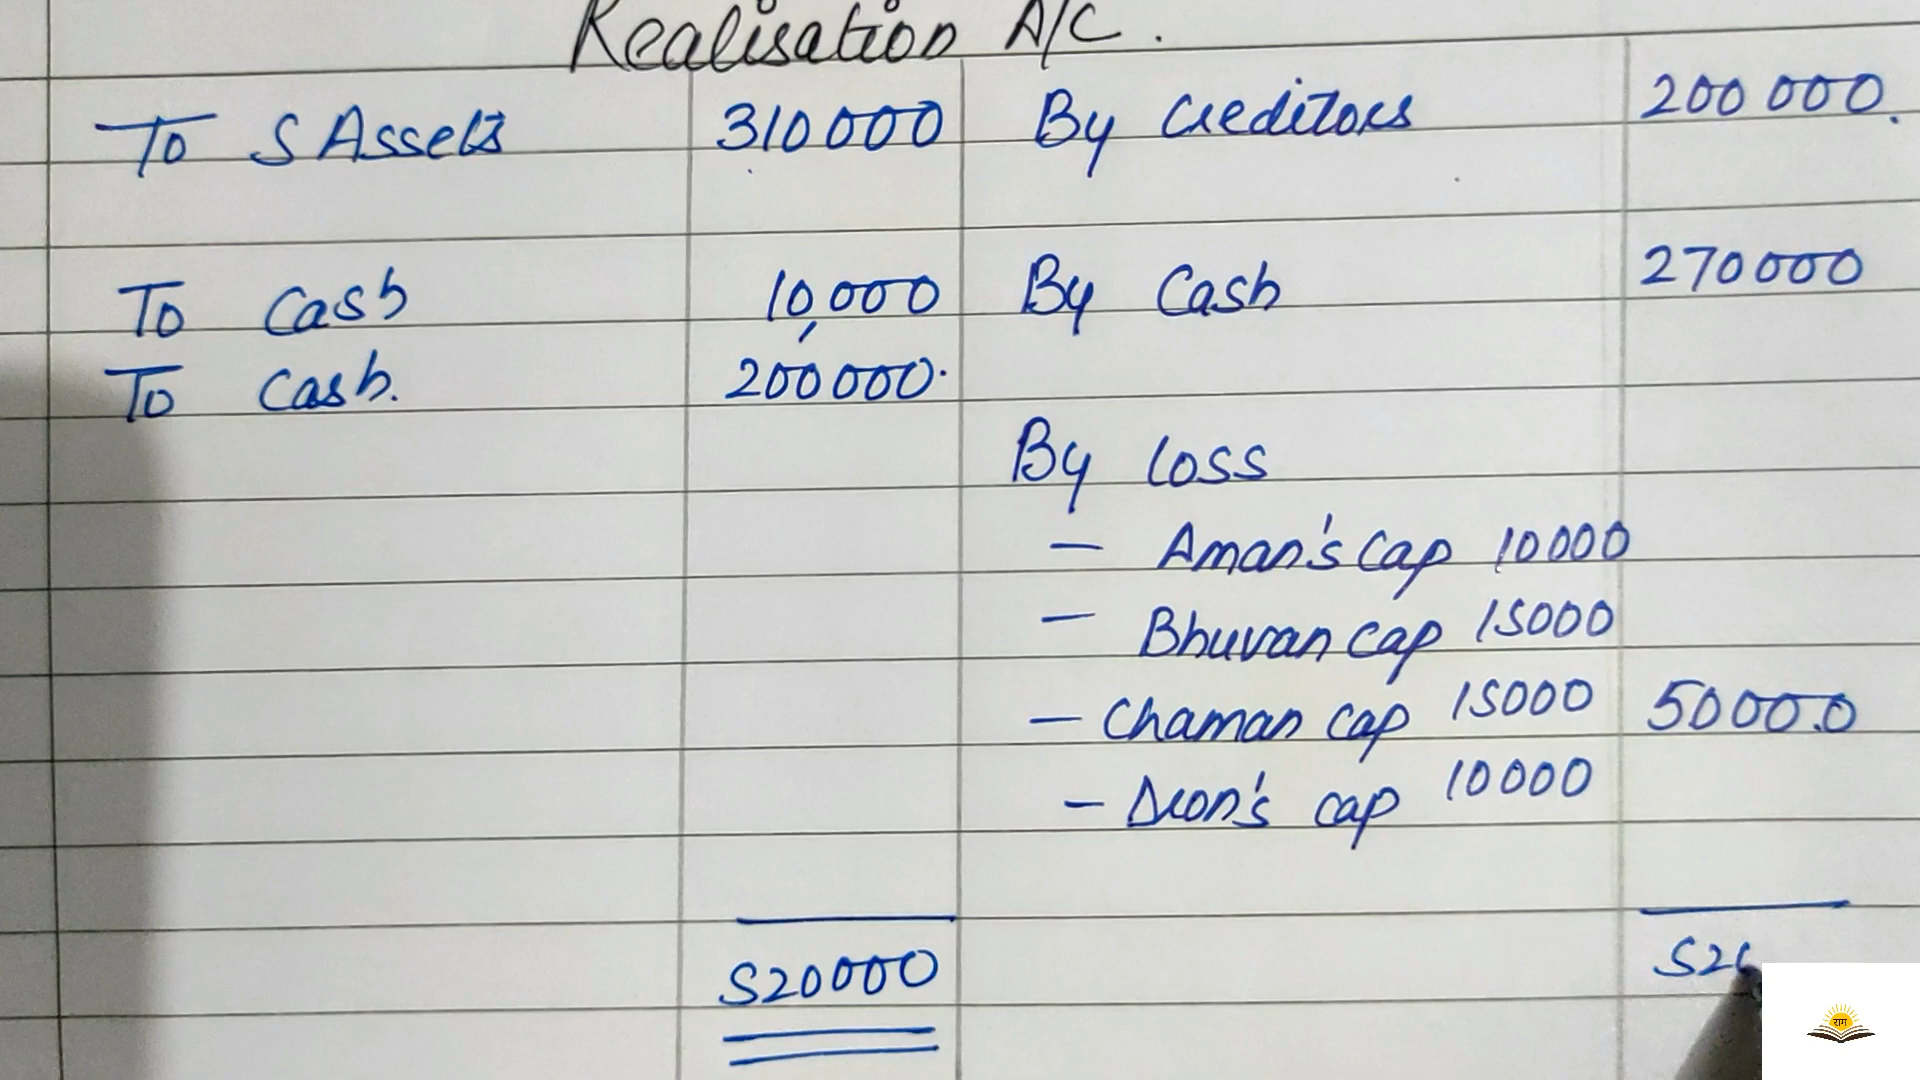 Realisation A/C.
To S Assets 310000 By Creditors 200000.
To Cash 10,000 By Cash 270000
To Cash. 200000.
By loss
- Aman's Cap 10000
- Bhuvan Cap 15000
- Chaman Cap 15000 50000
- Deon's Cap 10000
520000
राग